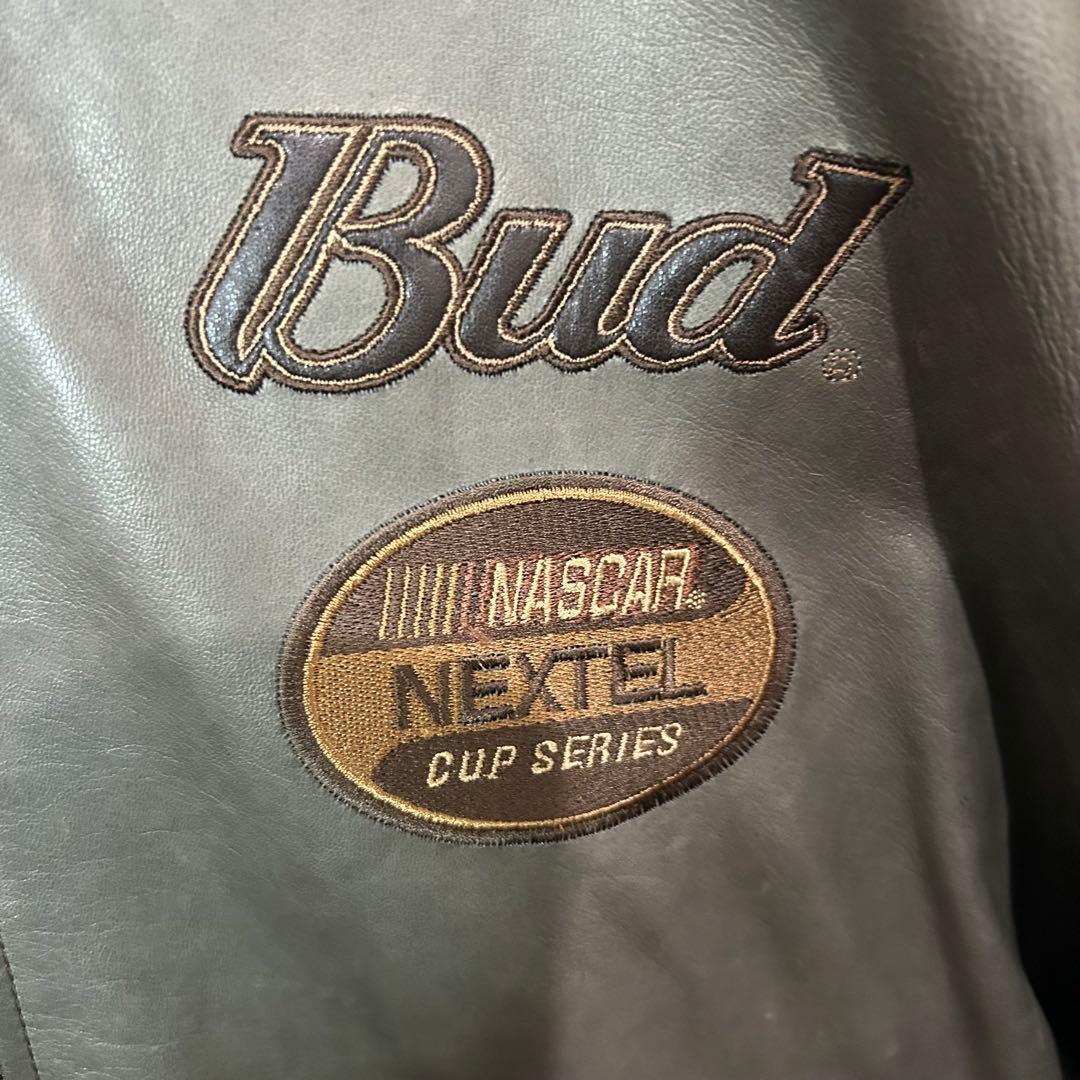 Bud®
NASCAR®
NEXTEL
CUP SERIES